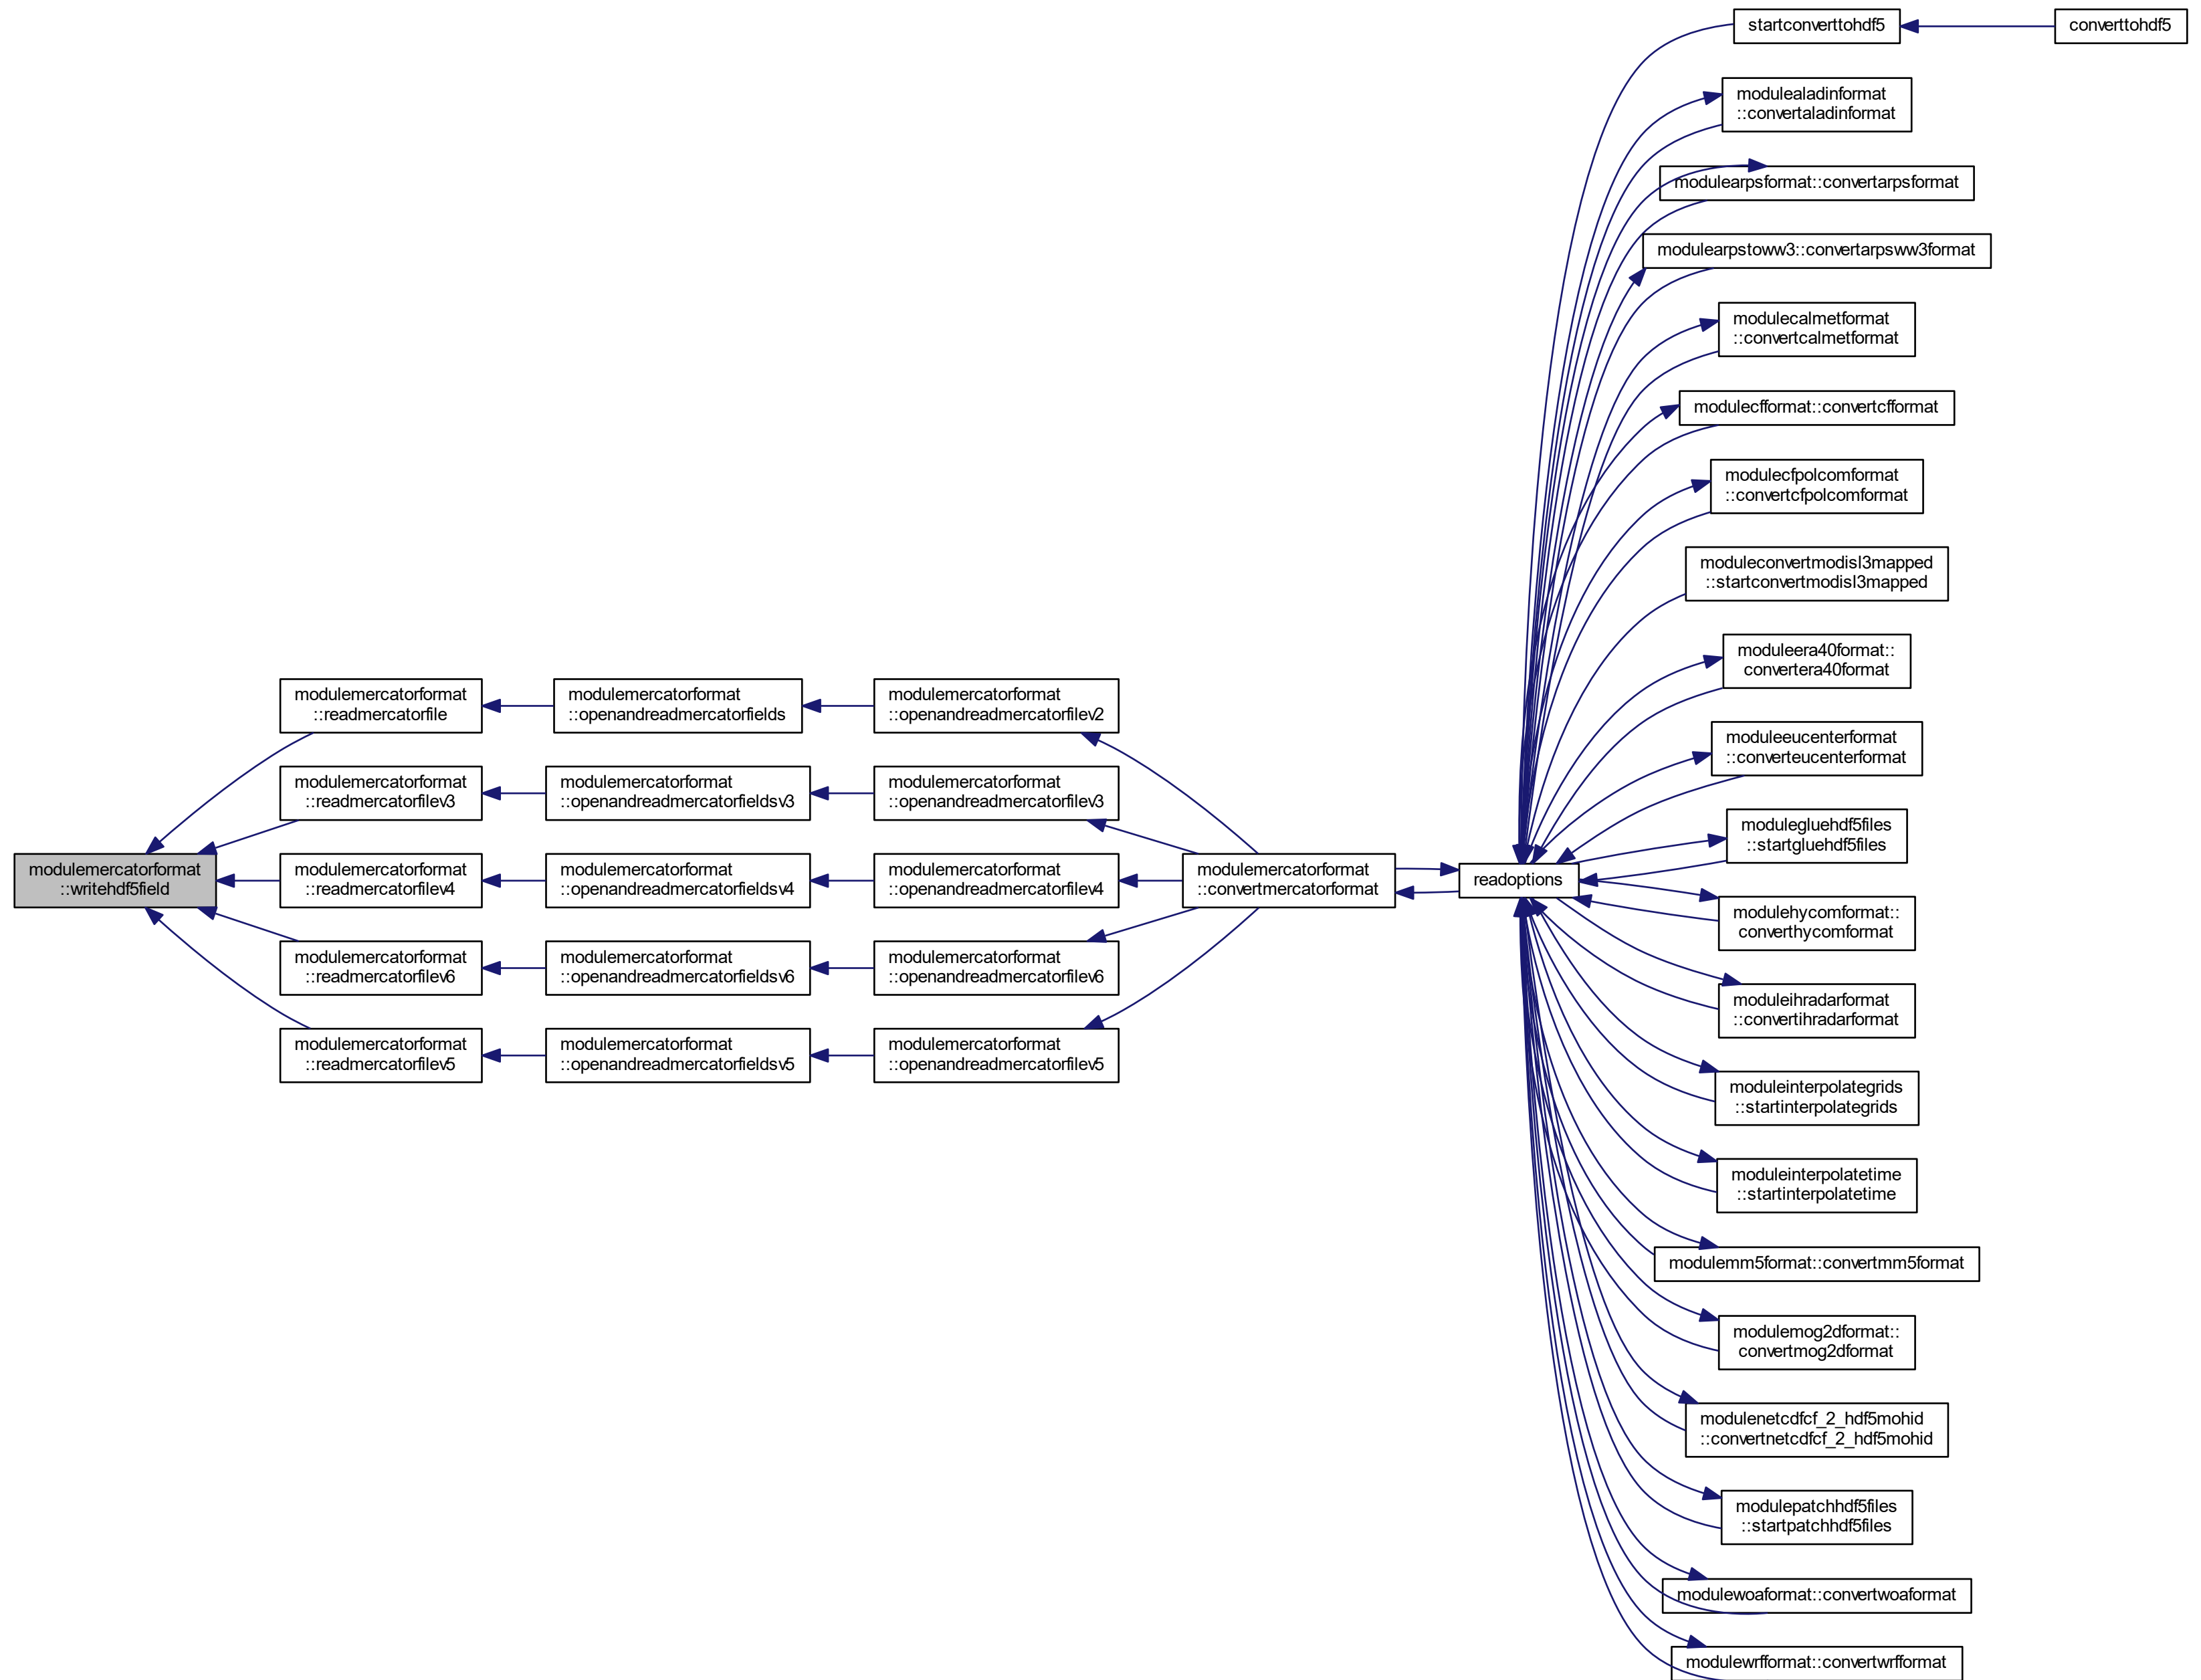 startconverttohdf5
converttohdf5
modulealadinformat
::convertaladinformat
modulearpsformat::convertarpsformat
modulearpstoww3::convertarpsww3format
modulecalmetformat
::convertcalmetformat
modulecfformat::convertcfformat
modulecfpolcomformat
::convertcfpolcomformat
moduleconvertmodisl3mapped
::startconvertmodisl3mapped
moduleera40format::
convertera40format
moduleeucenterformat
::converteucenterformat
modulegluehdf5files
::startgluehdf5files
modulehycomformat::
converthycomformat
moduleihradarformat
::convertihradarformat
moduleinterpolategrids
::startinterpolategrids
moduleinterpolatetime
::startinterpolatetime
modulemm5format::convertmm5format
modulemog2dformat::
convertmog2dformat
modulenetcdfcf_2_hdf5mohid
::convertnetcdfcf_2_hdf5mohid
modulepatchhdf5files
::startpatchhdf5files
modulewoaformat::convertwoaformat
modulewrfformat::convertwrfformat
readoptions
modulemercatorformat
::convertmercatorformat
modulemercatorformat
::readmercatorfile
modulemercatorformat
::openandreadmercatorfields
modulemercatorformat
::openandreadmercatorfilev2
modulemercatorformat
::readmercatorfilev3
modulemercatorformat
::openandreadmercatorfieldsv3
modulemercatorformat
::openandreadmercatorfilev3
modulemercatorformat
::writehdf5field
modulemercatorformat
::readmercatorfilev4
modulemercatorformat
::openandreadmercatorfieldsv4
modulemercatorformat
::openandreadmercatorfilev4
modulemercatorformat
::readmercatorfilev6
modulemercatorformat
::openandreadmercatorfieldsv6
modulemercatorformat
::openandreadmercatorfilev6
modulemercatorformat
::readmercatorfilev5
modulemercatorformat
::openandreadmercatorfieldsv5
modulemercatorformat
::openandreadmercatorfilev5